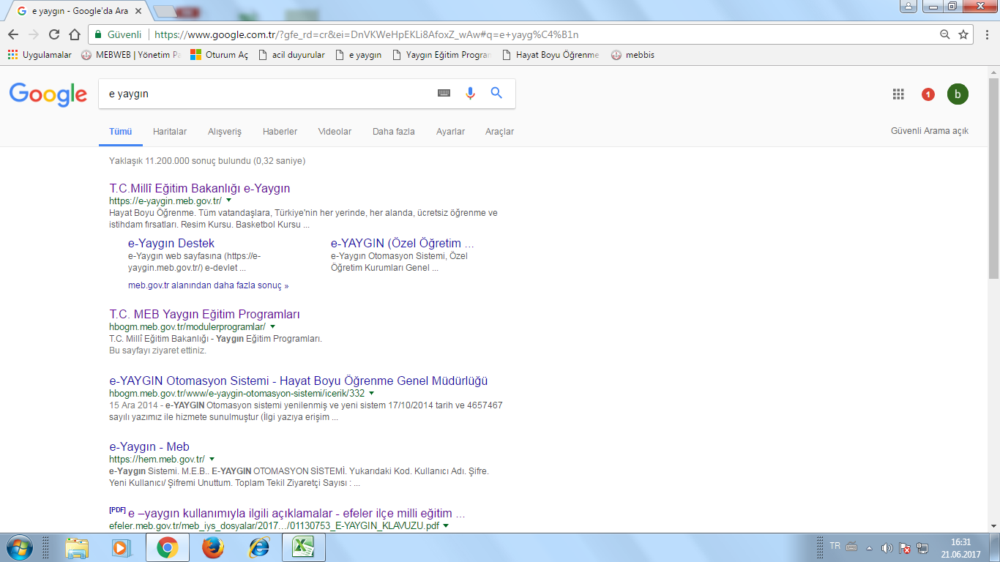 e yaygın - Google'da Ara
Güvenli
https://www.google.com.tr/?gfe_rd=cr&ei=DnVKWeHpEKLi8AfoxZ_wAw#q=e+yayg%C4%B1n
Uygulamalar MEBWEB | Yönetim Pa Oturum Aç acil duyurular e yaygın Yaygın Eğitim Program Hayat Boyu Öğrenme mebbis
Google
e yaygın
1
b
Tümü Haritalar Alışveriş Haberler Videolar Daha fazla Ayarlar Araçlar
Güvenli Arama açık
Yaklaşık 11.200.000 sonuç bulundu (0,32 saniye)
T.C.Millî Eğitim Bakanlığı e-Yaygın
https://e-yaygin.meb.gov.tr/
Hayat Boyu Öğrenme. Tüm vatandaşlara, Türkiye'nin her yerinde, her alanda, ücretsiz öğrenme ve
istihdam fırsatları. Resim Kursu. Basketbol Kursu ...
e-Yaygın Destek
e-Yaygın web sayfasına (https://e-
yaygin.meb.gov.tr/) e-devlet ...
e-YAYGIN (Özel Öğretim ...
e-Yaygın Otomasyon Sistemi, Özel
Öğretim Kurumları Genel ...
meb.gov.tr alanından daha fazla sonuç »
T.C. MEB Yaygın Eğitim Programları
hbogm.meb.gov.tr/modulerprogramlar/
T.C. Millî Eğitim Bakanlığı - Yaygın Eğitim Programları.
Bu sayfayı ziyaret ettiniz.
e-YAYGIN Otomasyon Sistemi - Hayat Boyu Öğrenme Genel Müdürlüğü
hbogm.meb.gov.tr/www/e-yaygin-otomasyon-sistemi/icerik/332
15 Ara 2014 - e-YAYGIN Otomasyon sistemi yenilenmiş ve yeni sistem 17/10/2014 tarih ve 4657467
sayılı yazımız ile hizmete sunulmuştur (İlgi yazıya erişim ...
e-Yaygın - Meb
https://hem.meb.gov.tr/
e-Yaygın Sistemi. M.E.B.. E-YAYGIN OTOMASYON SİSTEMİ. Yukarıdaki Kod. Kullanıcı Adı. Şifre.
Yeni Kullanıcı/ Şifremi Unuttum. Toplam Tekil Ziyaretçi Sayısı : ...
[PDF] e –yaygın kullanımıyla ilgili açıklamalar - efeler ilçe milli eğitim ...
efeler.meb.gov.tr/meb_iys_dosyalar/2017.../01130753_E-YAYGIN_KLAVUZU.pdf
TR
16:31
21.06.2017